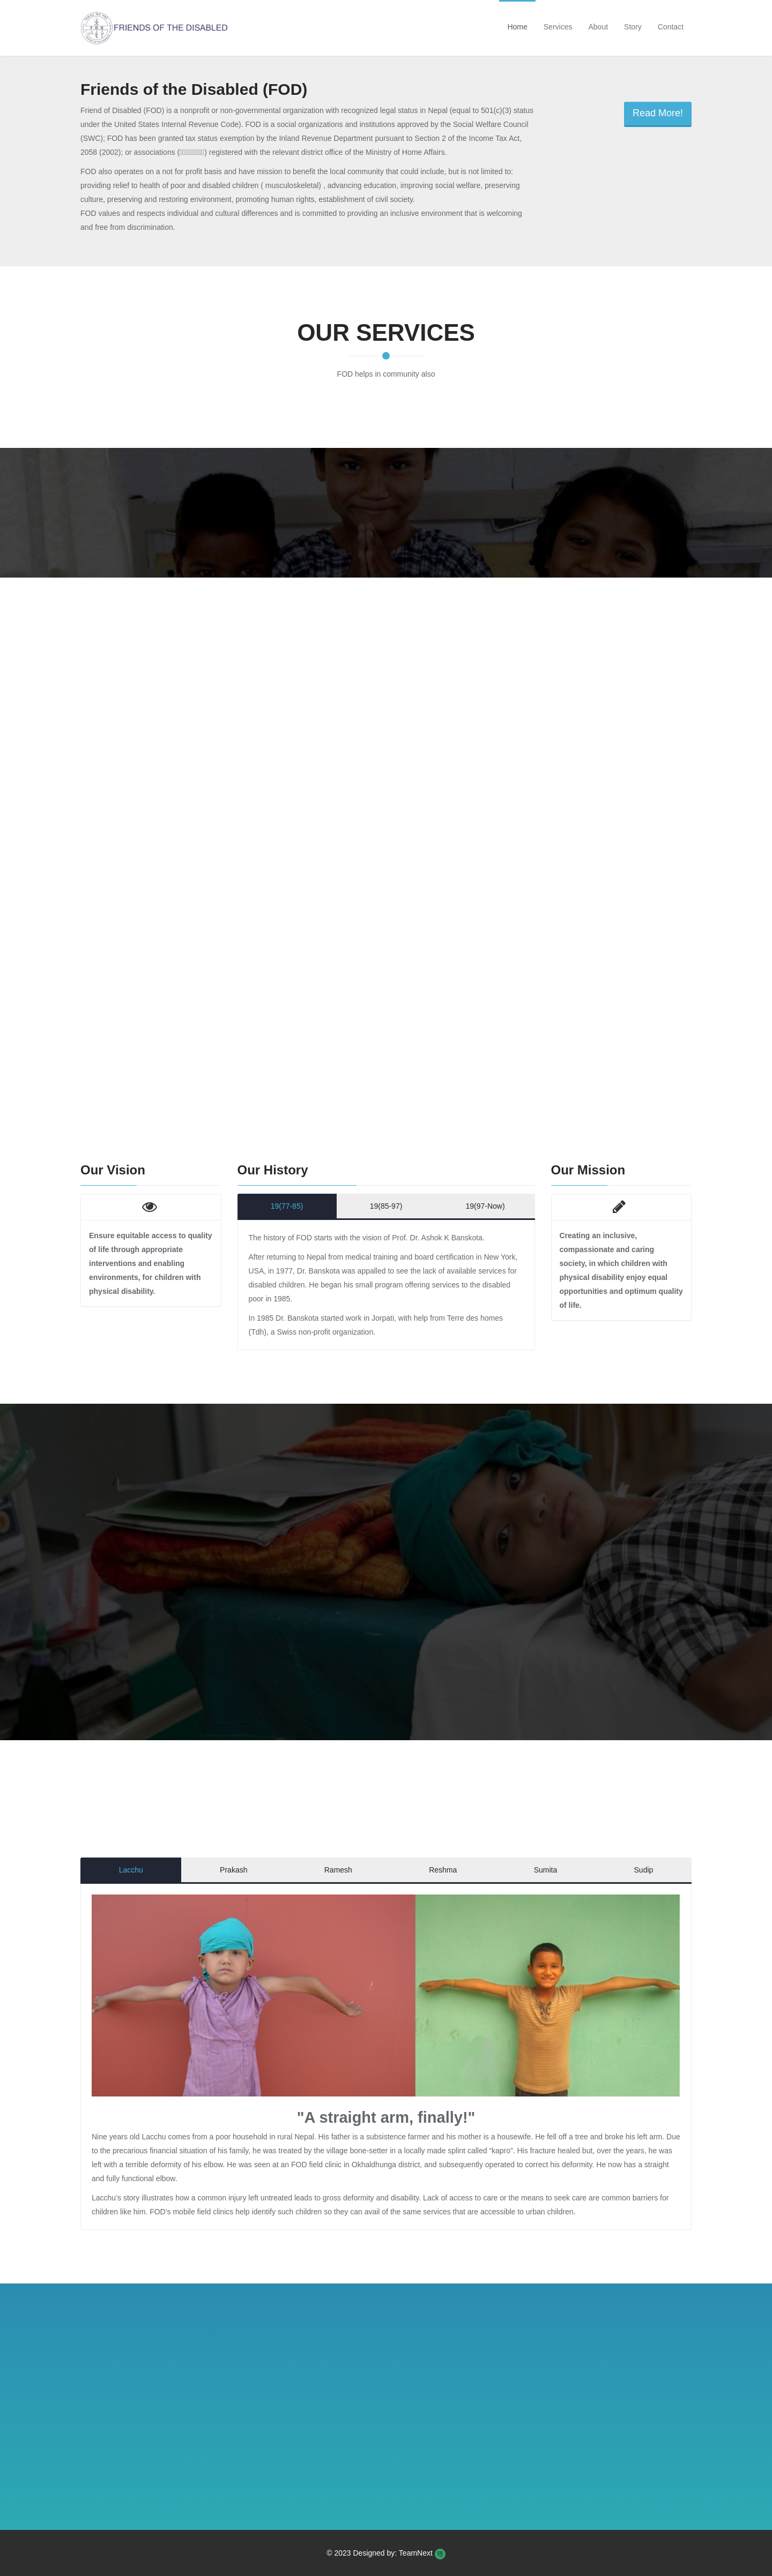 FRIENDS OF THE DISABLED
Home
Services
About
Story
Contact
Friends of the Disabled (FOD)
Friend of Disabled (FOD) is a nonprofit or non-governmental organization with recognized legal status in Nepal (equal to 501(c)(3) status
under the United States Internal Revenue Code). FOD is a social organizations and institutions approved by the Social Welfare Council
(SWC); FOD has been granted tax status exemption by the Inland Revenue Department pursuant to Section 2 of the Income Tax Act,
2058 (2002); or associations () registered with the relevant district office of the Ministry of Home Affairs.
FOD also operates on a not for profit basis and have mission to benefit the local community that could include, but is not limited to:
providing relief to health of poor and disabled children ( musculoskeletal) , advancing education, improving social welfare, preserving
culture, preserving and restoring environment, promoting human rights, establishment of civil society.
FOD values and respects individual and cultural differences and is committed to providing an inclusive environment that is welcoming
and free from discrimination.
Read More!
OUR SERVICES
FOD helps in community also
Our Vision
Ensure equitable access to quality
of life through appropriate
interventions and enabling
environments, for children with
physical disability.
Our History
19(77-85)
19(85-97)
19(97-Now)
The history of FOD starts with the vision of Prof. Dr. Ashok K Banskota.
After returning to Nepal from medical training and board certification in New York,
USA, in 1977, Dr. Banskota was appalled to see the lack of available services for
disabled children. He began his small program offering services to the disabled
poor in 1985.
In 1985 Dr. Banskota started work in Jorpati, with help from Terre des homes
(Tdh), a Swiss non-profit organization.
Our Mission
Creating an inclusive,
compassionate and caring
society, in which children with
physical disability enjoy equal
opportunities and optimum quality
of life.
Lacchu
Prakash
Ramesh
Reshma
Sumita
Sudip
"A straight arm, finally!"
Nine years old Lacchu comes from a poor household in rural Nepal. His father is a subsistence farmer and his mother is a housewife. He fell off a tree and broke his left arm. Due
to the precarious financial situation of his family, he was treated by the village bone-setter in a locally made splint called “kapro”. His fracture healed but, over the years, he was
left with a terrible deformity of his elbow. He was seen at an FOD field clinic in Okhaldhunga district, and subsequently operated to correct his deformity. He now has a straight
and fully functional elbow.
Lacchu's story illustrates how a common injury left untreated leads to gross deformity and disability. Lack of access to care or the means to seek care are common barriers for
children like him. FOD's mobile field clinics help identify such children so they can avail of the same services that are accessible to urban children.
© 2023 Designed by: TeamNext